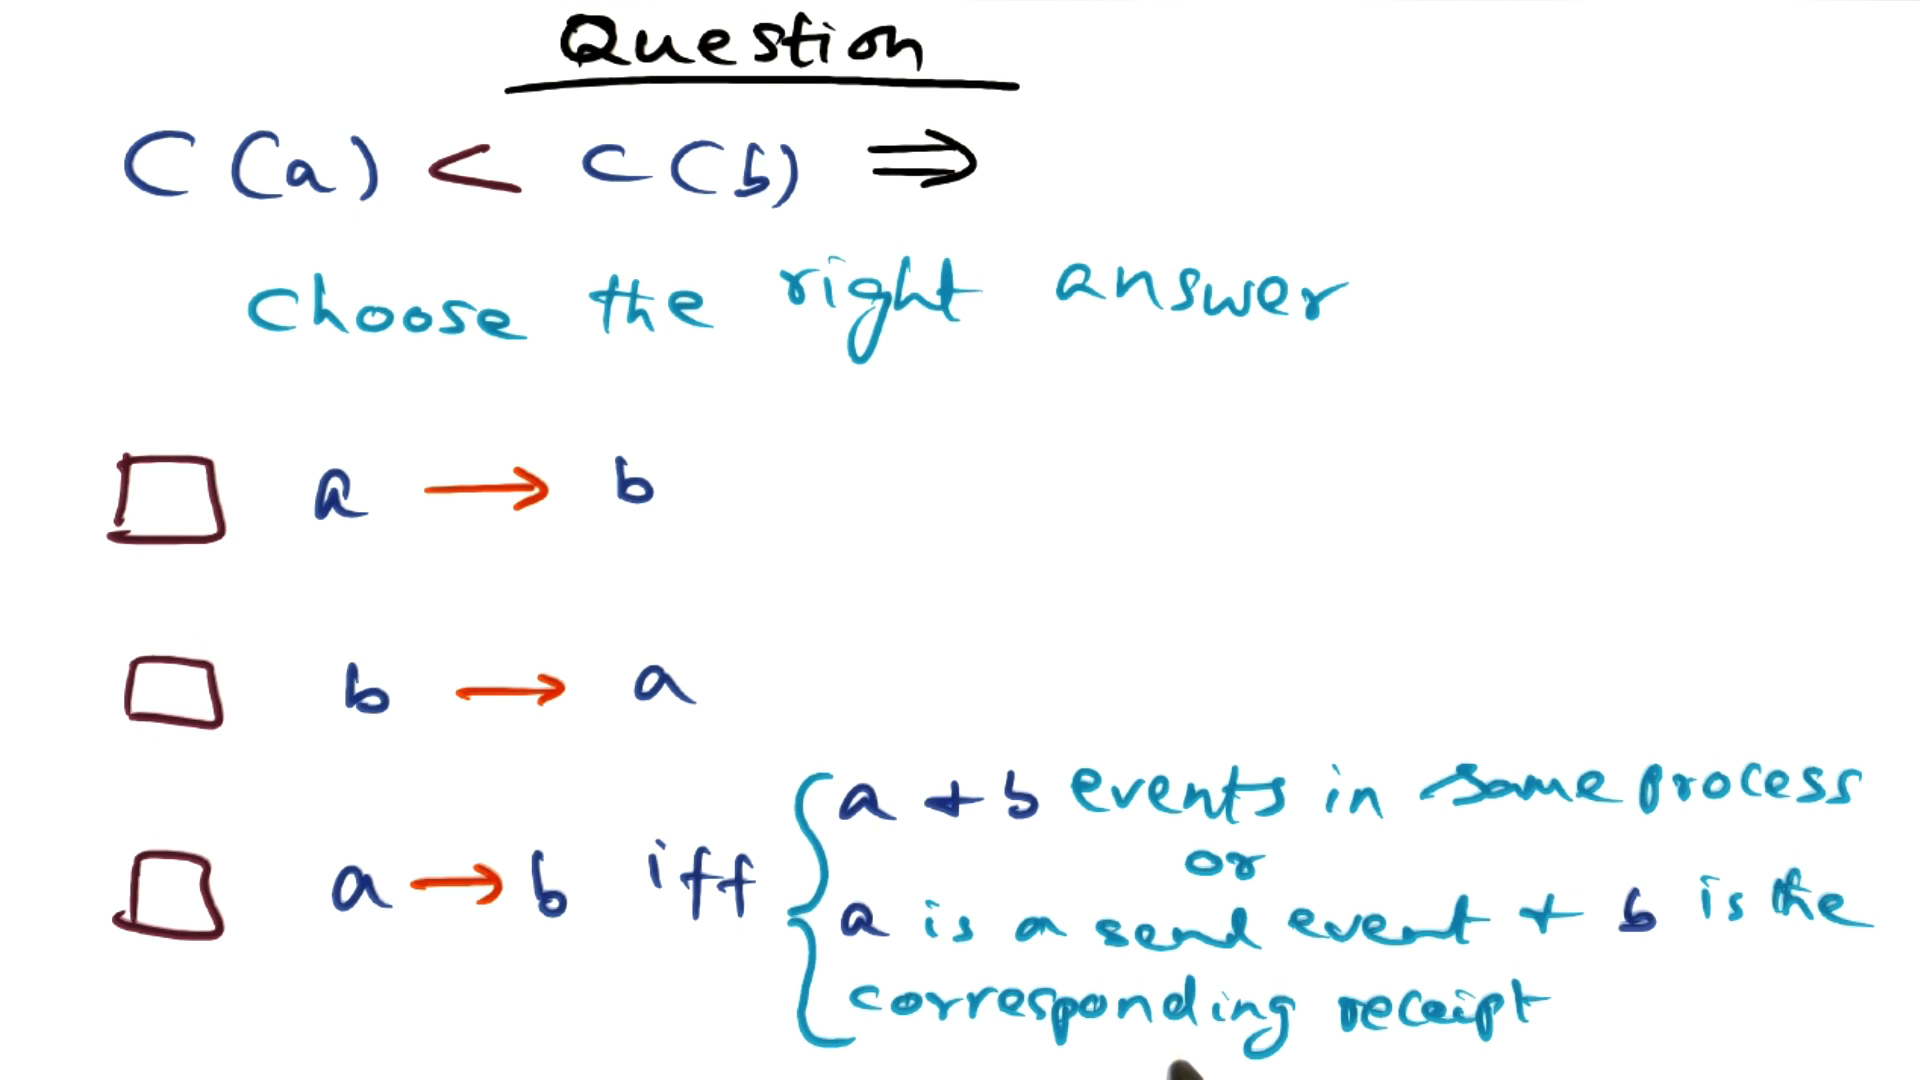 Question
C(a) < C(b) ⇒
Choose the right answer
a → b
b → a
a → b iff { a + b events in same process
or
a is a send event + b is the
corresponding receipt